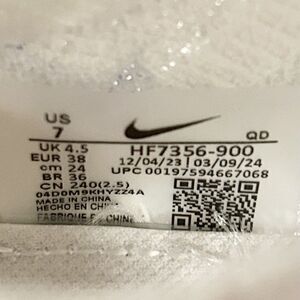 US
7
QD
UK 4.5
HF7356-900
EUR 38
12/04/23 | 03/09/24
cm 24
UPC 00197594667068
BR 36
CN 240(2.5)
04D0M9KHYZZ4A
MADE IN CHINA
HECHO EN CHINA
FABRIQUE EN CHINE